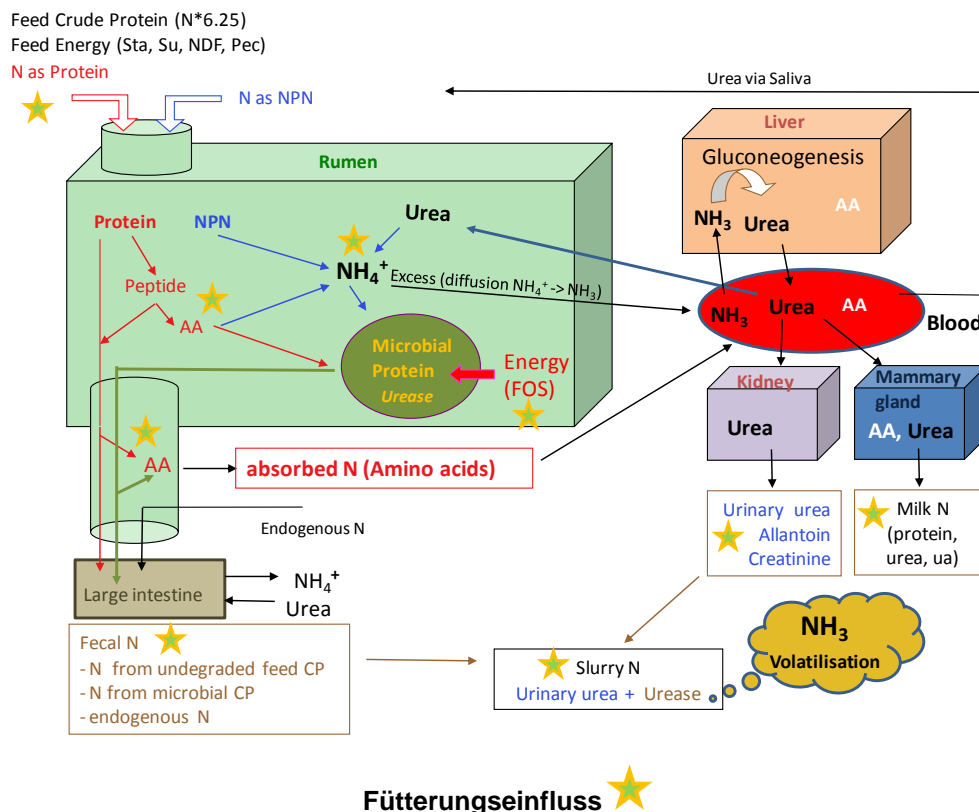 Feed Crude Protein (N*6.25)
Feed Energy (Sta, Su, NDF, Pec)
N as Protein
N as NPN
Urea via Saliva
Rumen
Protein
NPN
Urea
NH₄⁺
Peptide
AA
Excess (diffusion NH₄⁺-> NH₃)
Microbial
Protein
Urease
Energy
(FOS)
Liver
Gluconeogenesis
NH₃
Urea
AA
NH₃
Urea
AA
Blood
Kidney
Urea
Mammary
gland
AA, Urea
AA
absorbed N (Amino acids)
Endogenous N
Large intestine
NH₄⁺
Urea
Urinary urea
Allantoin
Creatinine
Milk N
(protein,
urea, ua)
Fecal N
- N from undegraded feed CP
- N from microbial CP
- endogenous N
Slurry N
Urinary urea + Urease
NH₃
Volatilisation
Fütterungseinfluss